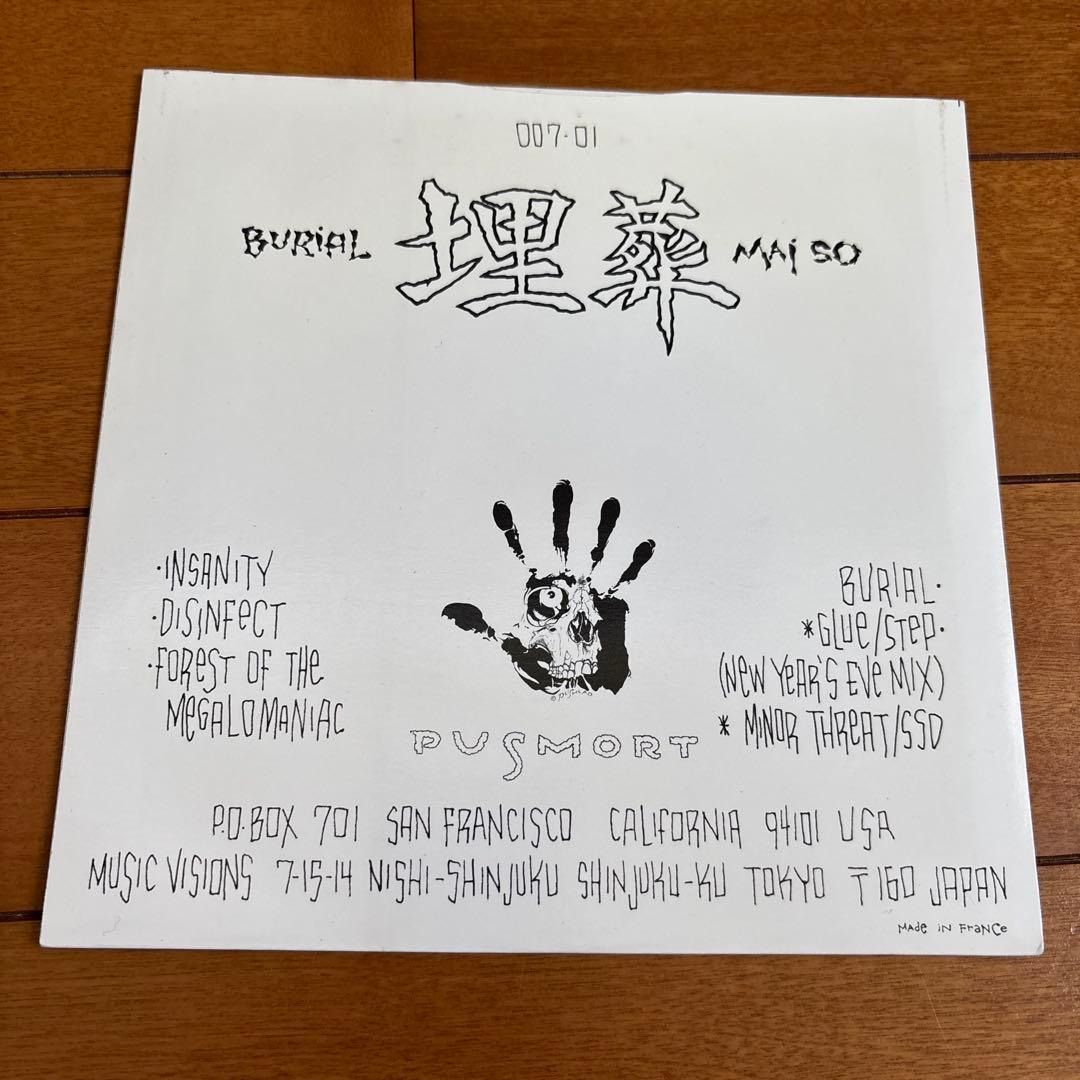 007·01
BURIAL 埋葬 MAI SO
·INSANITY
·DISINFECT
·FOREST OF THE
MEGALOMANIAC
BURIAL·
*GLUE/STEP·
(NEW YEAR'S EVE MIX)
* MINOR THREAT/SSD
© PUSHEAD
PUSMORT
P.O.BOX 701 SAN FRANCISCO CALIFORNIA 94101 USA
MUSIC VISIONS 7-15-14 NISHI-SHINJUKU SHINJUKU-KU TOKYO 〒160 JAPAN
MADE IN FRANCE